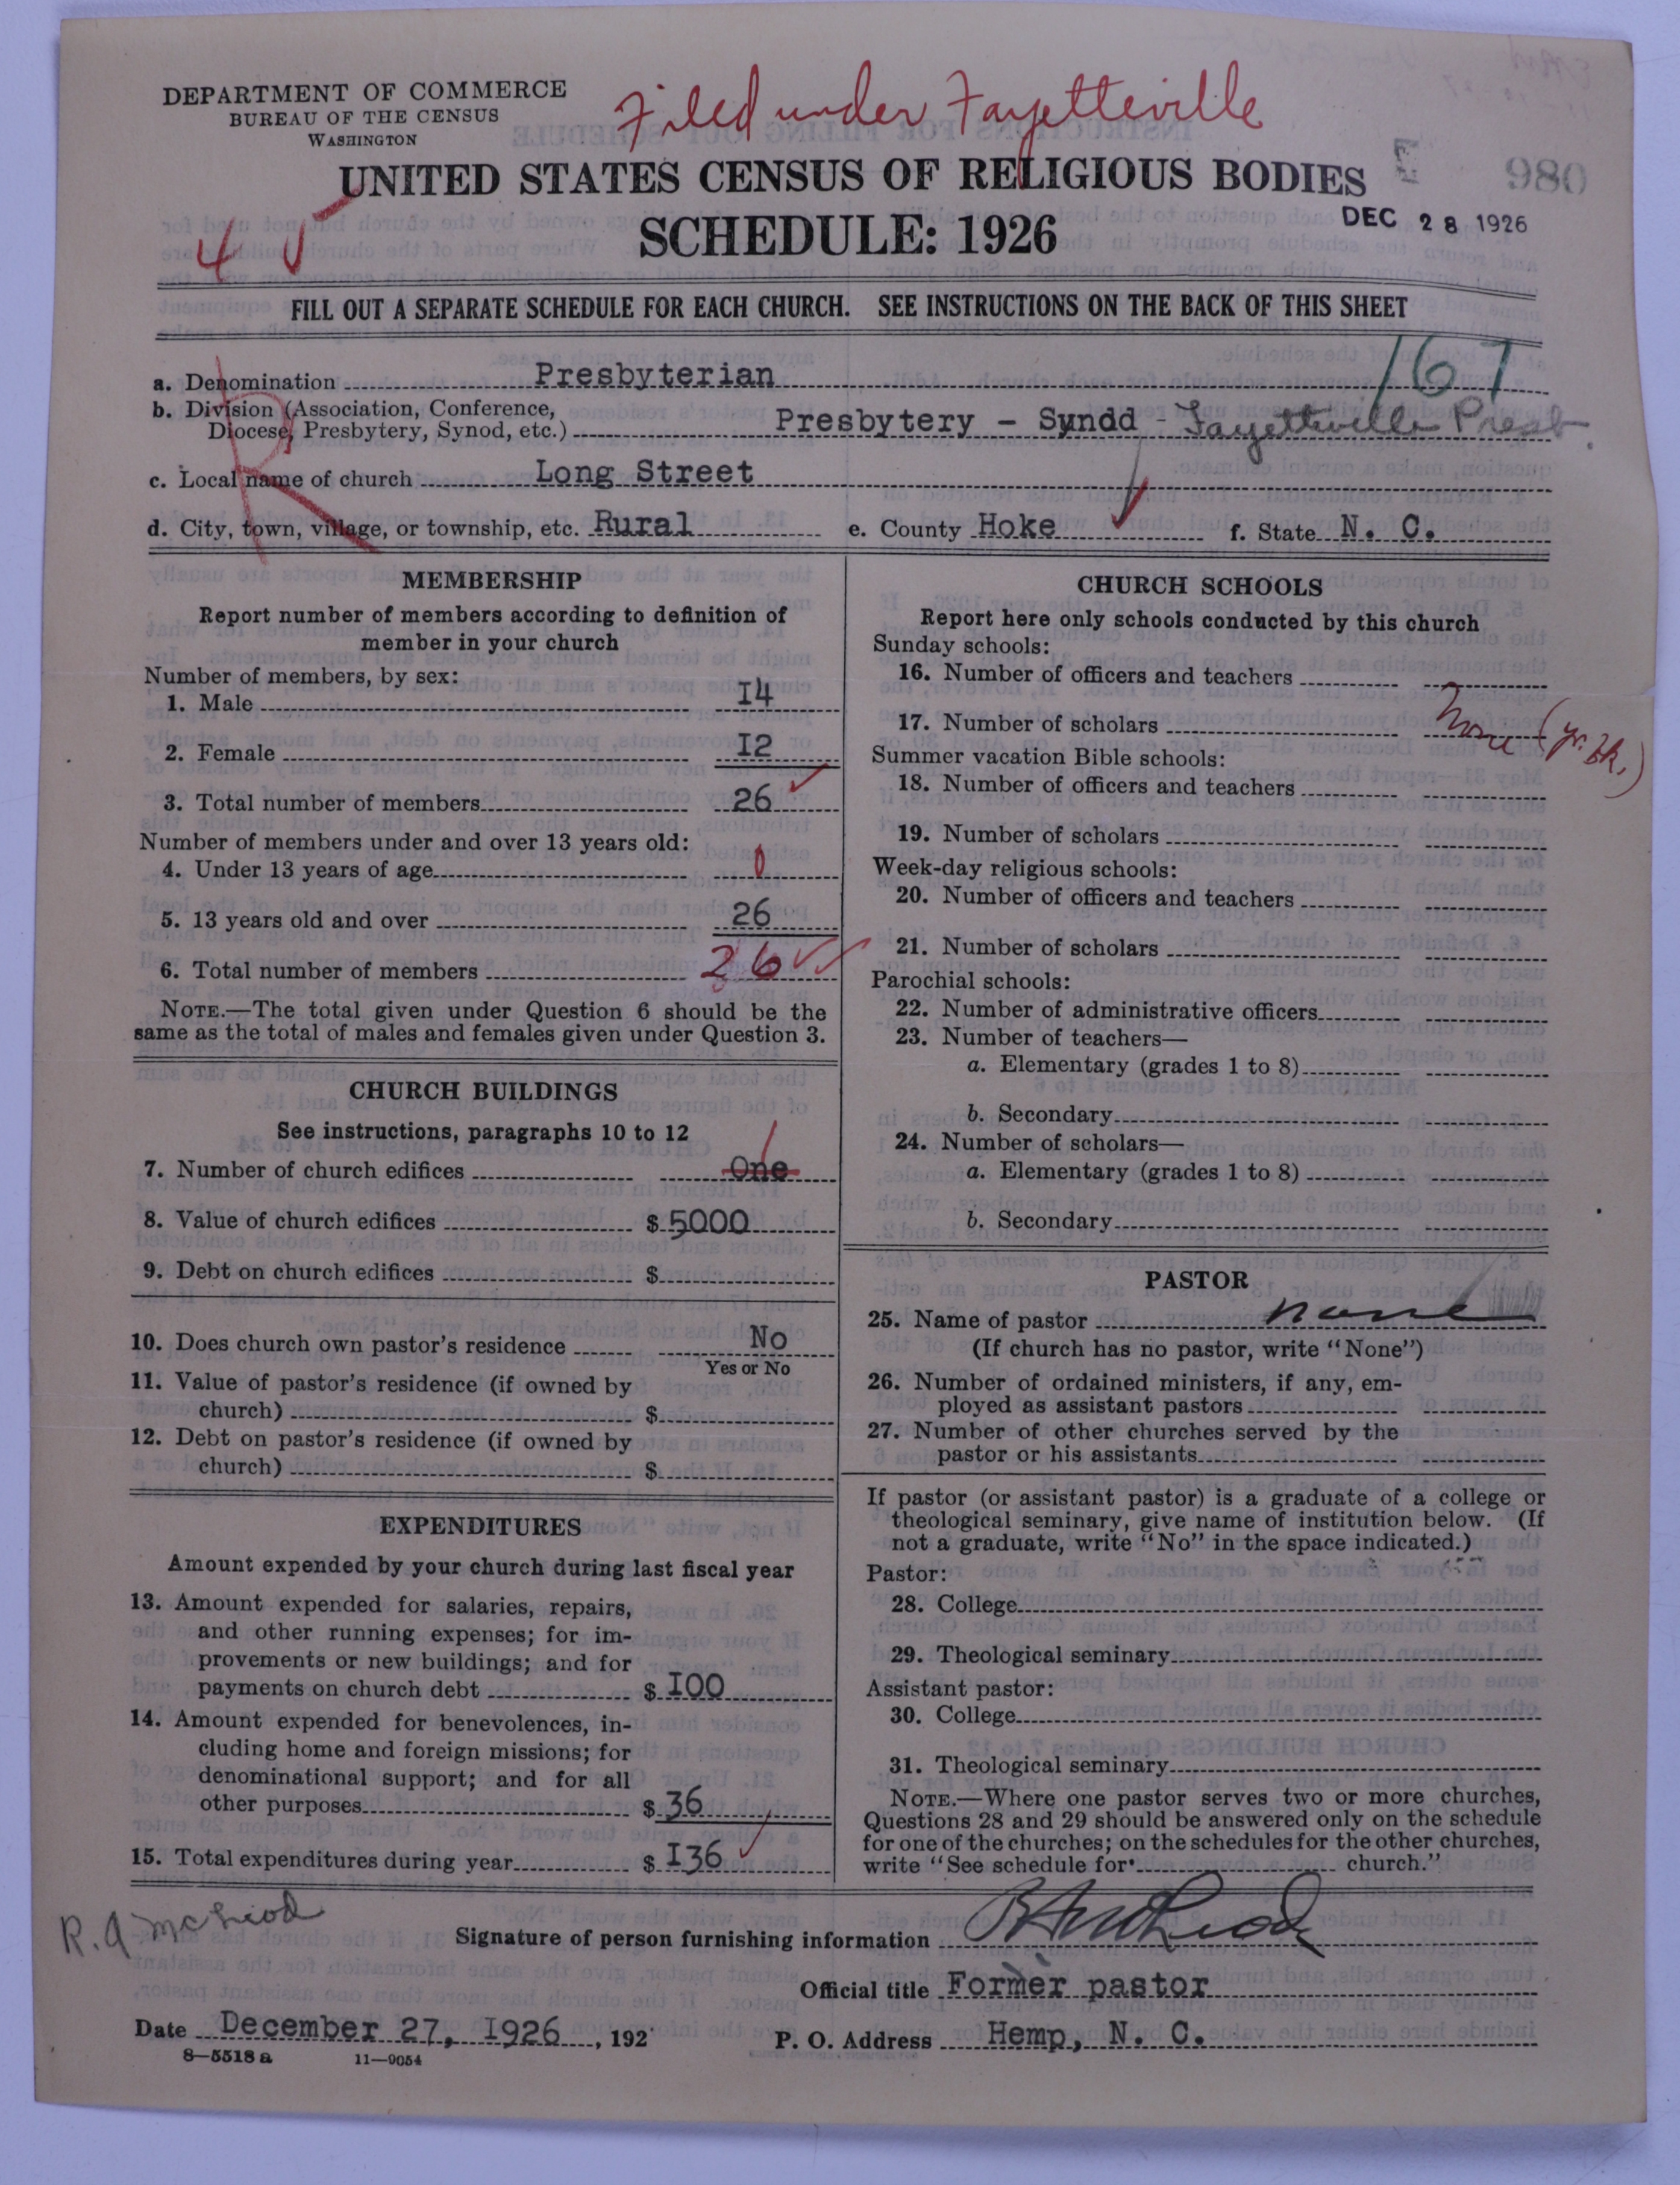 DEPARTMENT OF COMMERCE
BUREAU OF THE CENSUS
WASHINGTON
Filed under Fayetteville
UNITED STATES CENSUS OF RELIGIOUS BODIES
980
SCHEDULE: 1926
DEC 28 1926
4
FILL OUT A SEPARATE SCHEDULE FOR EACH CHURCH. SEE INSTRUCTIONS ON THE BACK OF THIS SHEET
167
R
a. Denomination Presbyterian
b. Division (Association, Conference,
Diocese, Presbytery, Synod, etc.) Presbytery - Syndd - Fayetteville Presb.
c. Local name of church Long Street
d. City, town, village, or township, etc. Rural e. County Hoke f. State N. C.
MEMBERSHIP
Report number of members according to definition of
member in your church
Number of members, by sex:
1. Male I4
2. Female I2
3. Total number of members 26
Number of members under and over 13 years old:
4. Under 13 years of age 0
5. 13 years old and over 26
6. Total number of members 26
NOTE.—The total given under Question 6 should be the
same as the total of males and females given under Question 3.
CHURCH BUILDINGS
See instructions, paragraphs 10 to 12
7. Number of church edifices One 1
8. Value of church edifices $ 5000
9. Debt on church edifices $
10. Does church own pastor's residence No
Yes or No
11. Value of pastor's residence (if owned by
church) $
12. Debt on pastor's residence (if owned by
church) $
EXPENDITURES
Amount expended by your church during last fiscal year
13. Amount expended for salaries, repairs,
and other running expenses; for im-
provements or new buildings; and for
payments on church debt $ I00
14. Amount expended for benevolences, in-
cluding home and foreign missions; for
denominational support; and for all
other purposes $ 36
15. Total expenditures during year $ I36
CHURCH SCHOOLS
Report here only schools conducted by this church
Sunday schools:
16. Number of officers and teachers
17. Number of scholars None (yr. bk.)
Summer vacation Bible schools:
18. Number of officers and teachers
19. Number of scholars
Week-day religious schools:
20. Number of officers and teachers
21. Number of scholars
Parochial schools:
22. Number of administrative officers
23. Number of teachers—
a. Elementary (grades 1 to 8)
b. Secondary
24. Number of scholars—
a. Elementary (grades 1 to 8)
b. Secondary
PASTOR
25. Name of pastor none
(If church has no pastor, write "None")
26. Number of ordained ministers, if any, em-
ployed as assistant pastors
27. Number of other churches served by the
pastor or his assistants
If pastor (or assistant pastor) is a graduate of a college or
theological seminary, give name of institution below. (If
not a graduate, write "No" in the space indicated.)
Pastor:
28. College
29. Theological seminary
Assistant pastor:
30. College
31. Theological seminary
NOTE.—Where one pastor serves two or more churches,
Questions 28 and 29 should be answered only on the schedule
for one of the churches; on the schedules for the other churches,
write "See schedule for church."
R. A McLeod
Signature of person furnishing information R A McLeod
Official title Former pastor
Date December 27, I926, 192
P. O. Address Hemp, N. C.
8—5518 a 11—9054